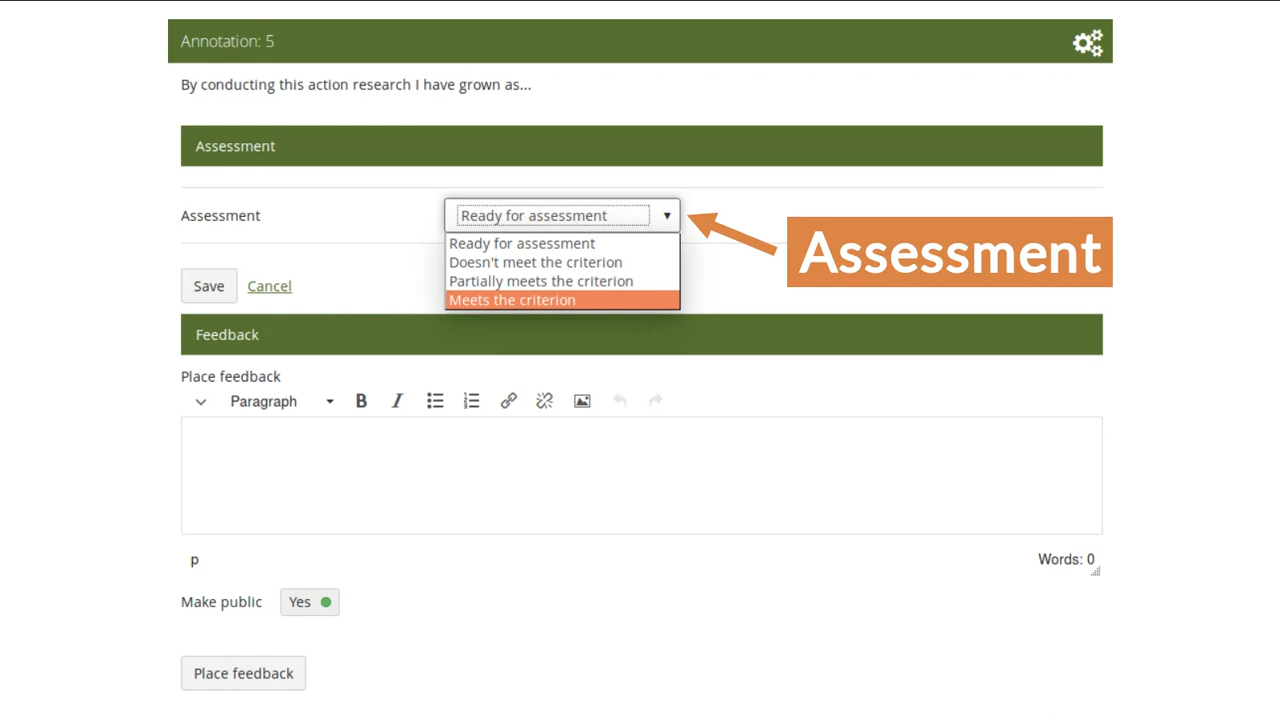 Annotation: 5
By conducting this action research I have grown as...
Assessment
Assessment
Ready for assessment
Assessment
Ready for assessment
Doesn't meet the criterion
Partially meets the criterion
Meets the criterion
Save Cancel
Feedback
Place feedback
Paragraph B I
p Words: 0
Make public Yes
Place feedback